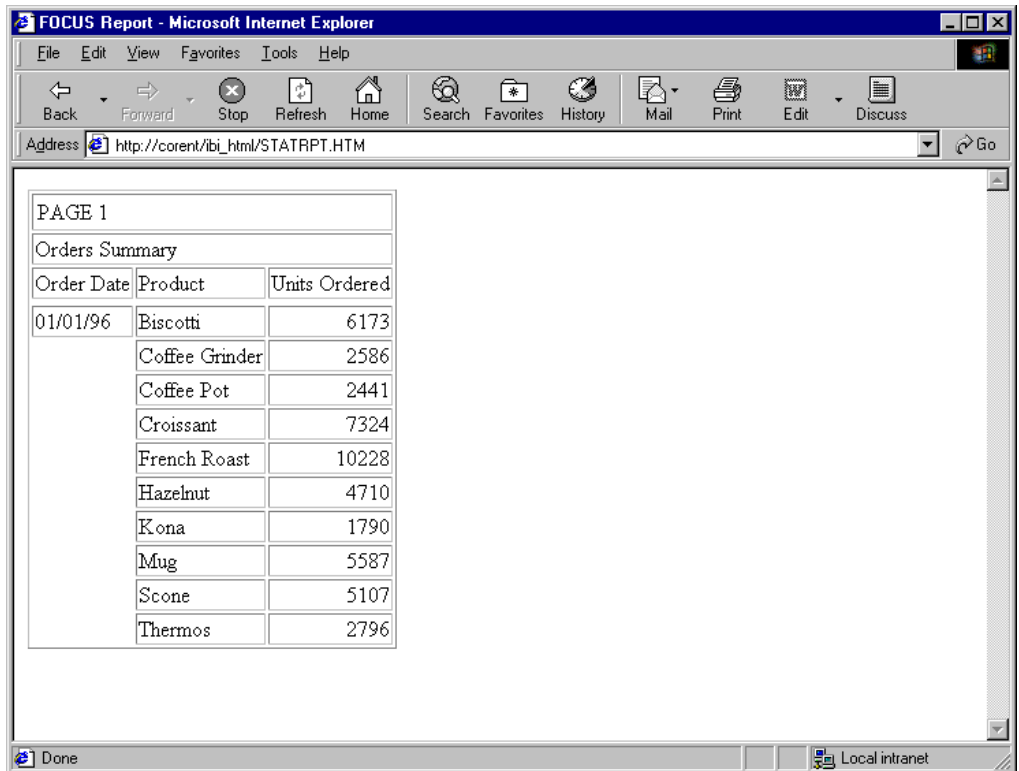 FOCUS Report - Microsoft Internet Explorer
File Edit View Favorites Tools Help
Back Forward Stop Refresh Home Search Favorites History Mail Print Edit Discuss
Address http://corent/ibi_html/STATRPT.HTM Go
PAGE 1
Orders Summary
Order Date Product Units Ordered
01/01/96 Biscotti 6173
Coffee Grinder 2586
Coffee Pot 2441
Croissant 7324
French Roast 10228
Hazelnut 4710
Kona 1790
Mug 5587
Scone 5107
Thermos 2796
Done Local intranet